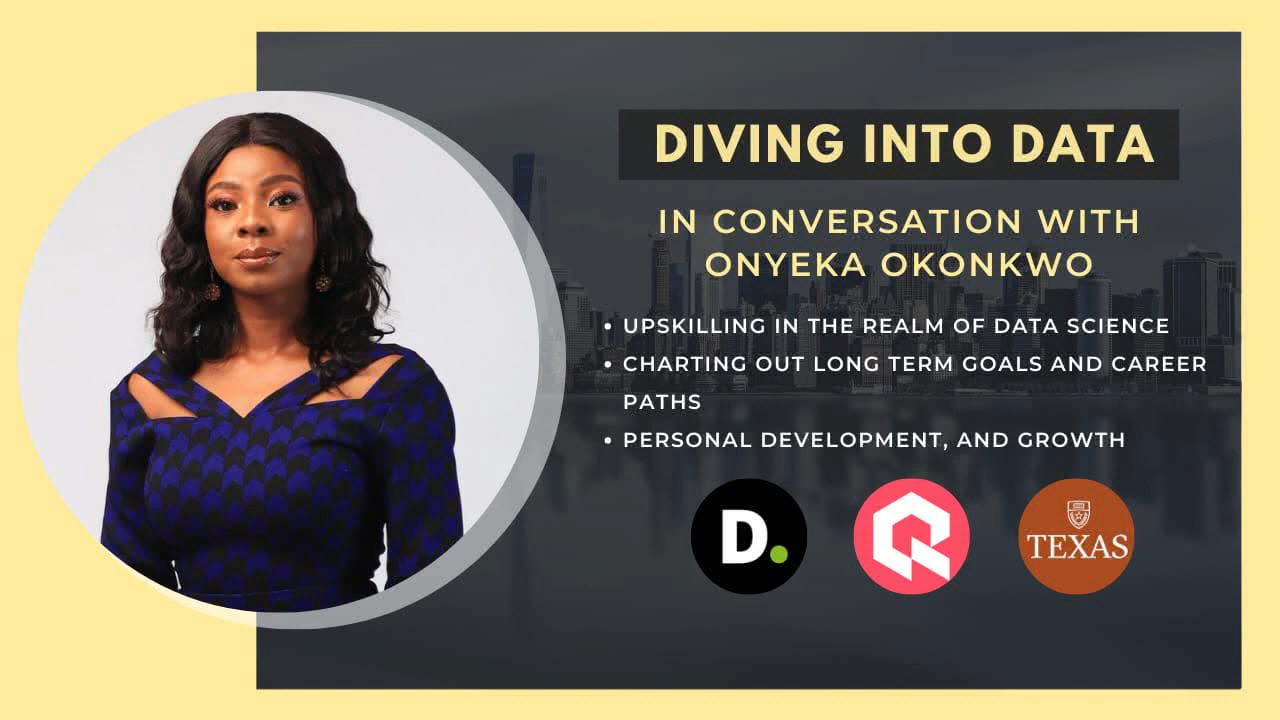 DIVING INTO DATA
IN CONVERSATION WITH
ONYEKA OKONKWO
• UPSKILLING IN THE REALM OF DATA SCIENCE
• CHARTING OUT LONG TERM GOALS AND CAREER
PATHS
• PERSONAL DEVELOPMENT, AND GROWTH
D.
TEXAS